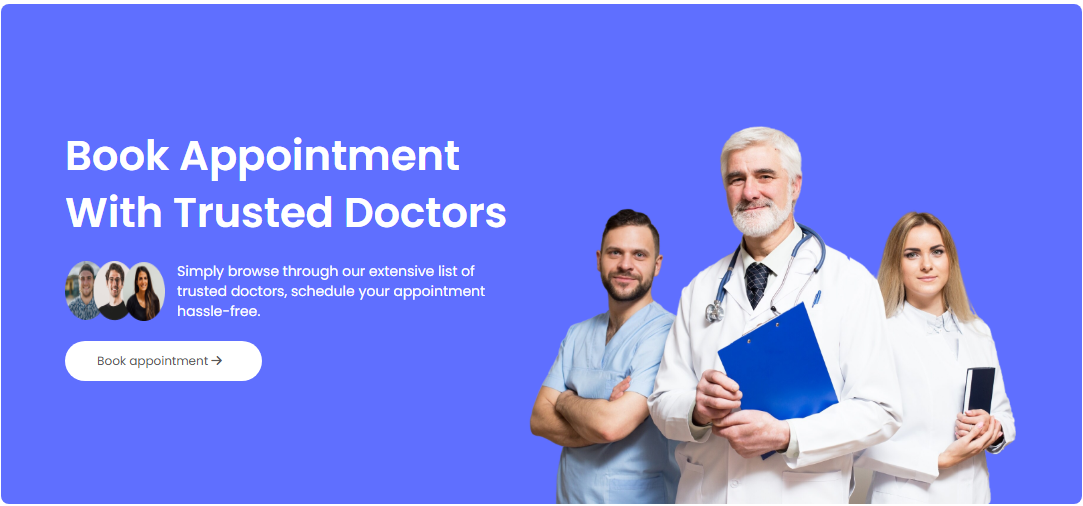 Book Appointment
With Trusted Doctors
Simply browse through our extensive list of
trusted doctors, schedule your appointment
hassle-free.
Book appointment →